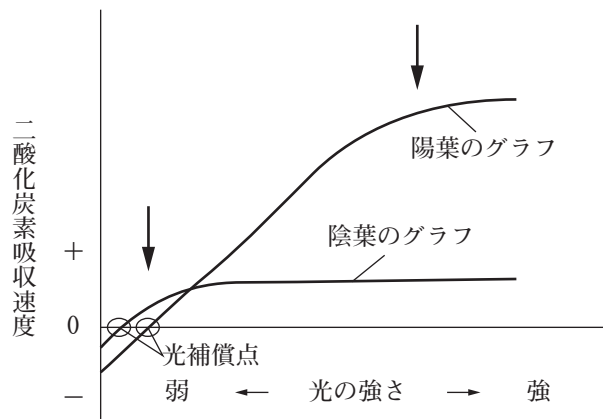 二酸化炭素吸収速度
＋
0
−
陽葉のグラフ
陰葉のグラフ
光補償点
弱 ← 光の強さ → 強